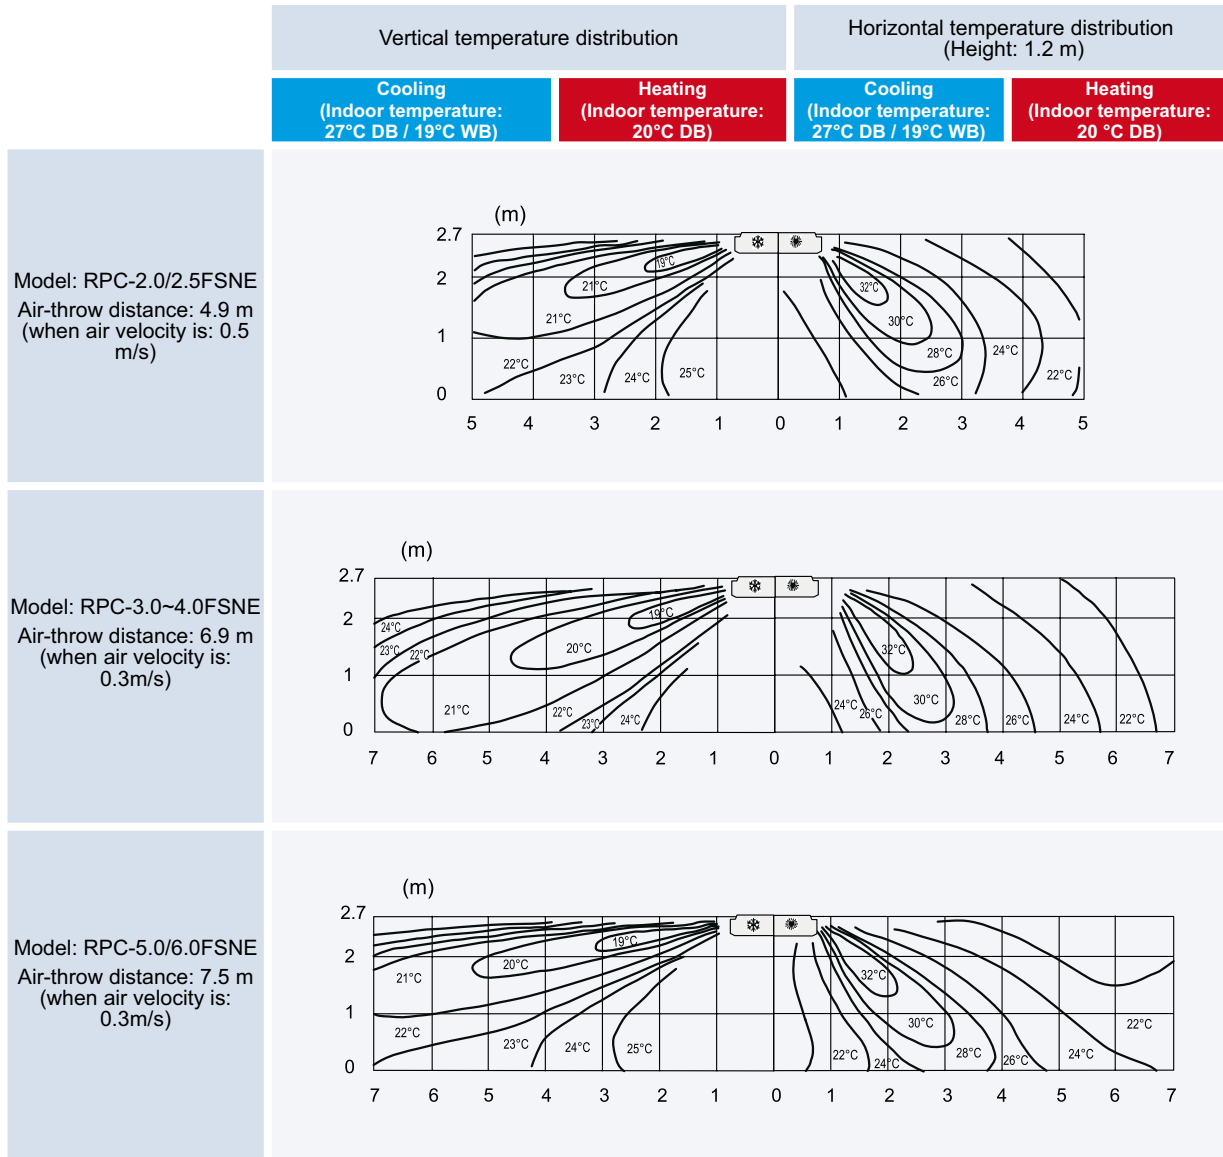 Vertical temperature distribution
Horizontal temperature distribution
(Height: 1.2 m)
Cooling
(Indoor temperature:
27°C DB / 19°C WB)
Heating
(Indoor temperature:
20°C DB)
Cooling
(Indoor temperature:
27°C DB / 19°C WB)
Heating
(Indoor temperature:
20 °C DB)
Model: RPC-2.0/2.5FSNE
Air-throw distance: 4.9 m
(when air velocity is: 0.5
m/s)
(m)
2.7
2
1
0
19°C
21°C
21°C
22°C
23°C
24°C
25°C
32°C
30°C
28°C
26°C
24°C
22°C
5 4 3 2 1 0 1 2 3 4 5
Model: RPC-3.0~4.0FSNE
Air-throw distance: 6.9 m
(when air velocity is:
0.3m/s)
(m)
2.7
2
1
0
24°C
23°C
22°C
19°C
20°C
21°C
22°C
23°C
24°C
32°C
30°C
24°C
26°C
28°C
26°C
24°C
22°C
7 6 5 4 3 2 1 0 1 2 3 4 5 6 7
Model: RPC-5.0/6.0FSNE
Air-throw distance: 7.5 m
(when air velocity is:
0.3m/s)
(m)
2.7
2
1
0
19°C
20°C
21°C
22°C
23°C
24°C
25°C
32°C
30°C
22°C
24°C
28°C
26°C
24°C
22°C
7 6 5 4 3 2 1 0 1 2 3 4 5 6 7